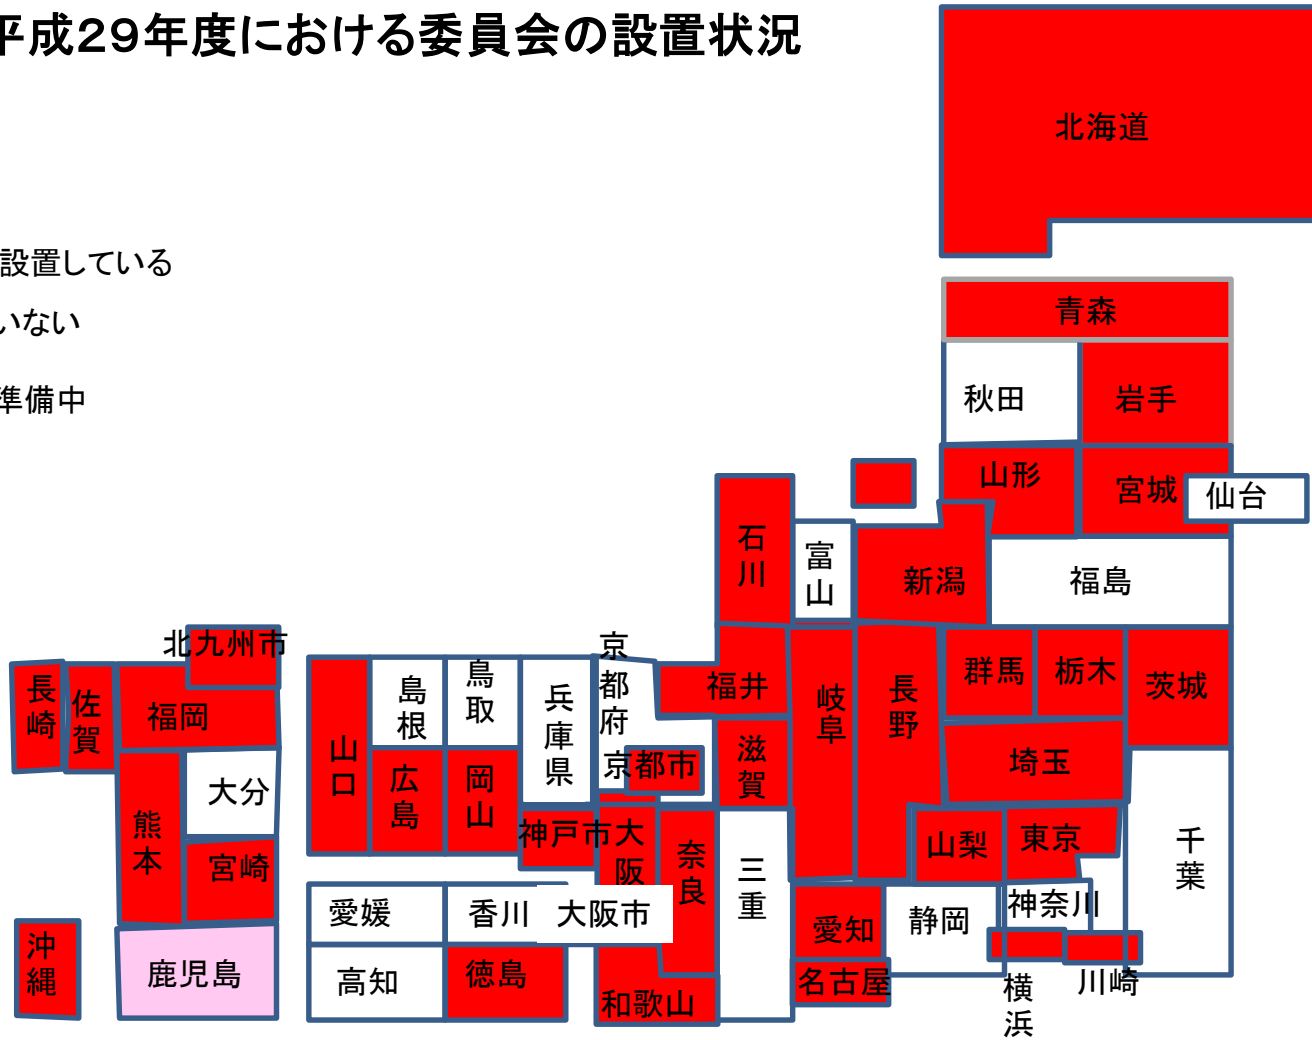 平成29年度における委員会の設置状況
設置している
いない
準備中
北海道
青森
秋田
岩手
山形
宮城
仙台
石川
富山
新潟
福島
北九州市
長崎
佐賀
福岡
大分
熊本
宮崎
鹿児島
沖縄
山口
島根
鳥取
広島
岡山
兵庫県
京都府
京都市
神戸市
大阪
福井
滋賀
奈良
三重
岐阜
長野
群馬
栃木
茨城
埼玉
山梨
東京
千葉
愛媛
香川
大阪市
高知
徳島
和歌山
愛知
名古屋
静岡
神奈川
横浜
川崎